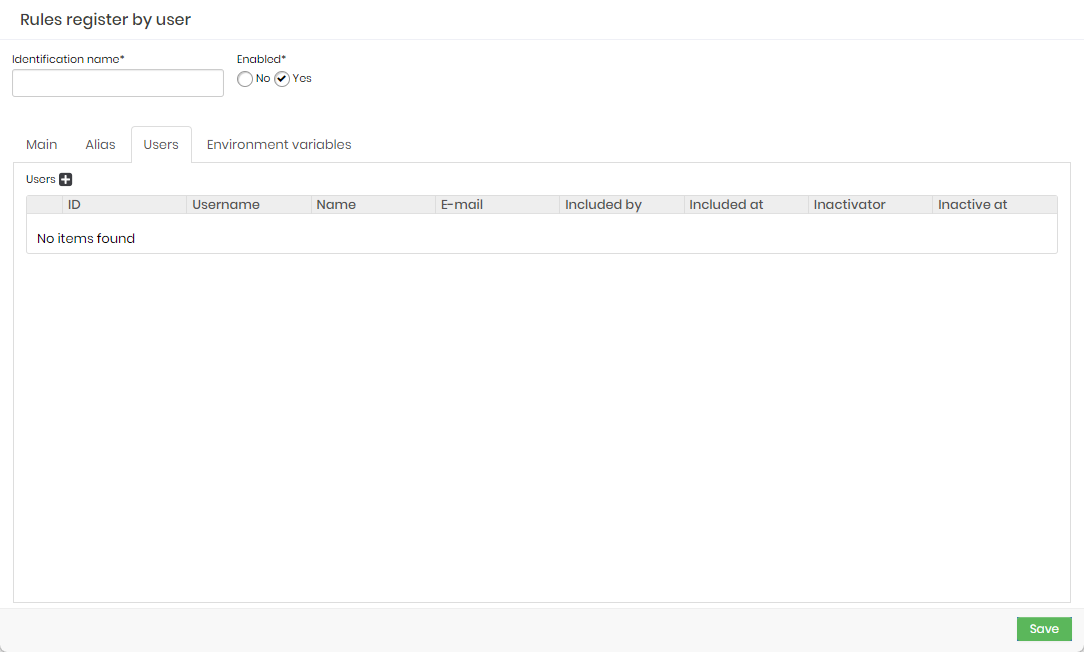 Rules register by user
Identification name*
Enabled*
No Yes
Main Alias Users Environment variables
Users
ID Username Name E-mail Included by Included at Inactivator Inactive at
No items found
Save